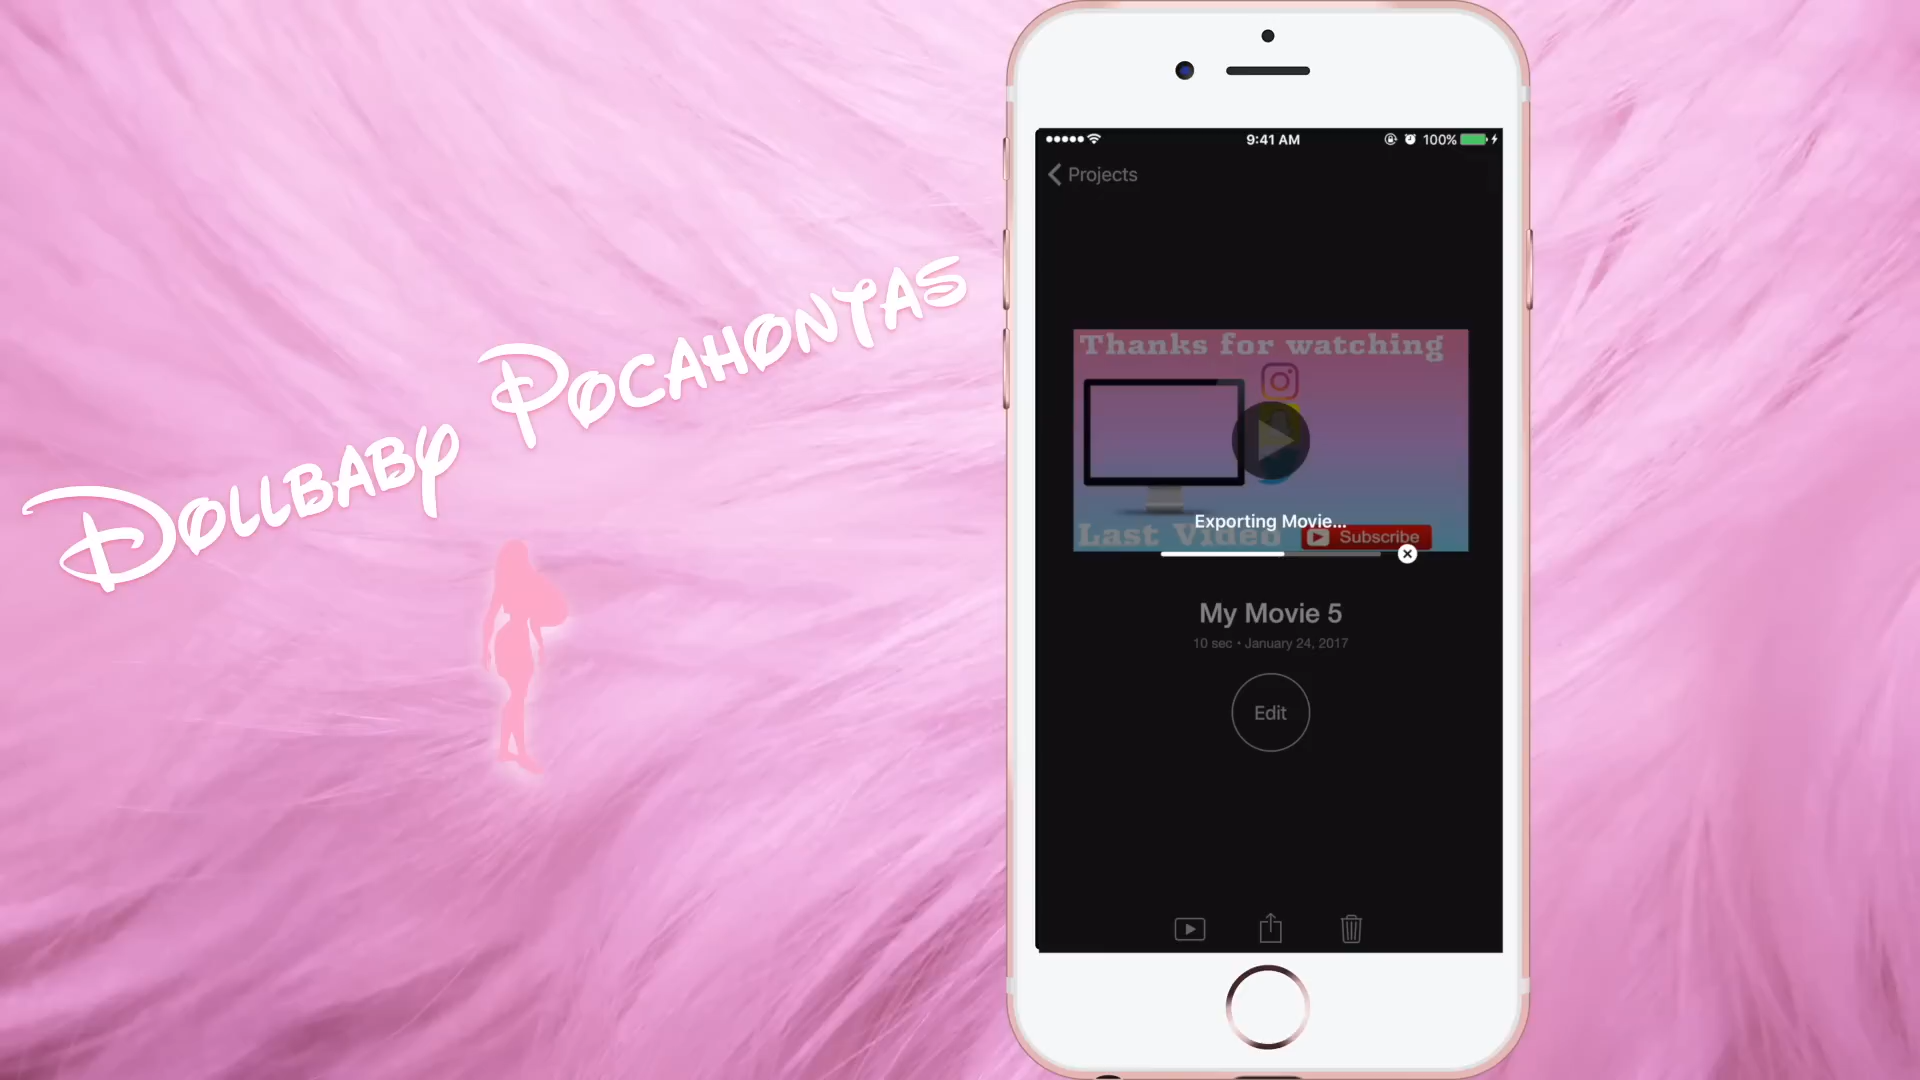 Dollbaby Pocahontas
9:41 AM
100%
Projects
Thanks for watching
Exporting Movie...
Last Video
Subscribe
My Movie 5
10 sec • January 24, 2017
Edit